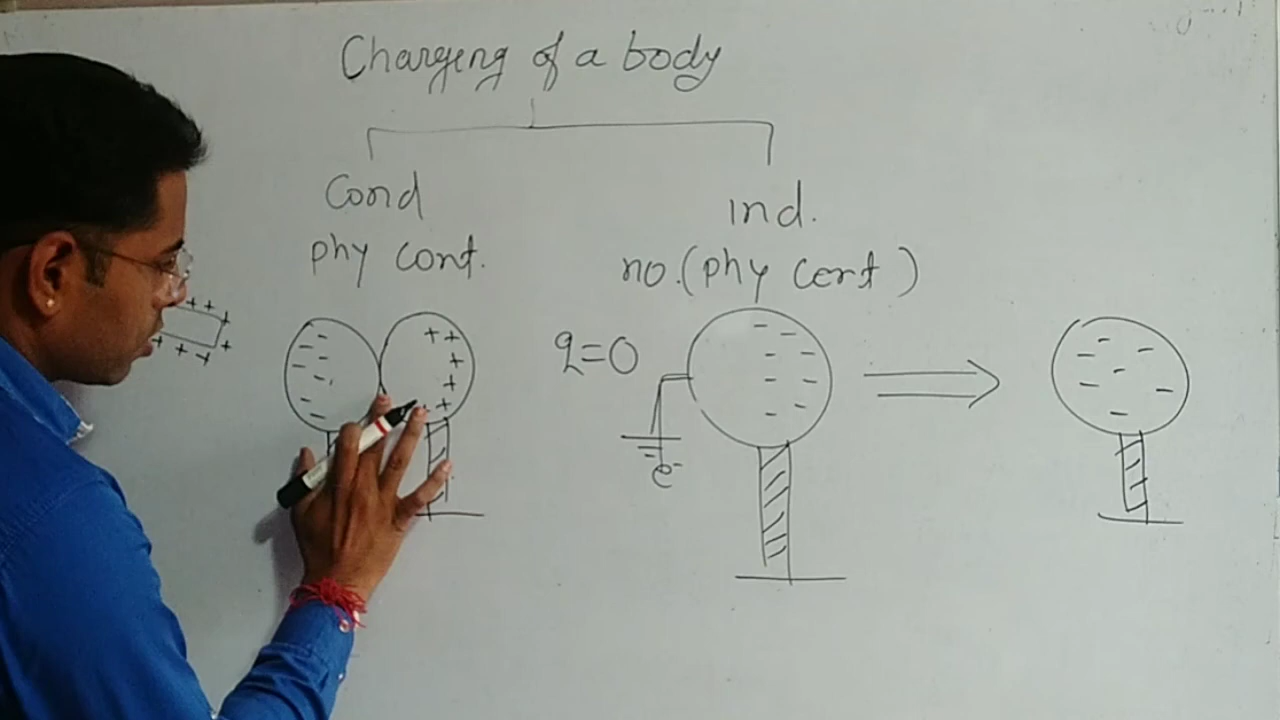 Charging of a body
Cond
ind.
phy cont.
no. (phy cont)
q=0
e-